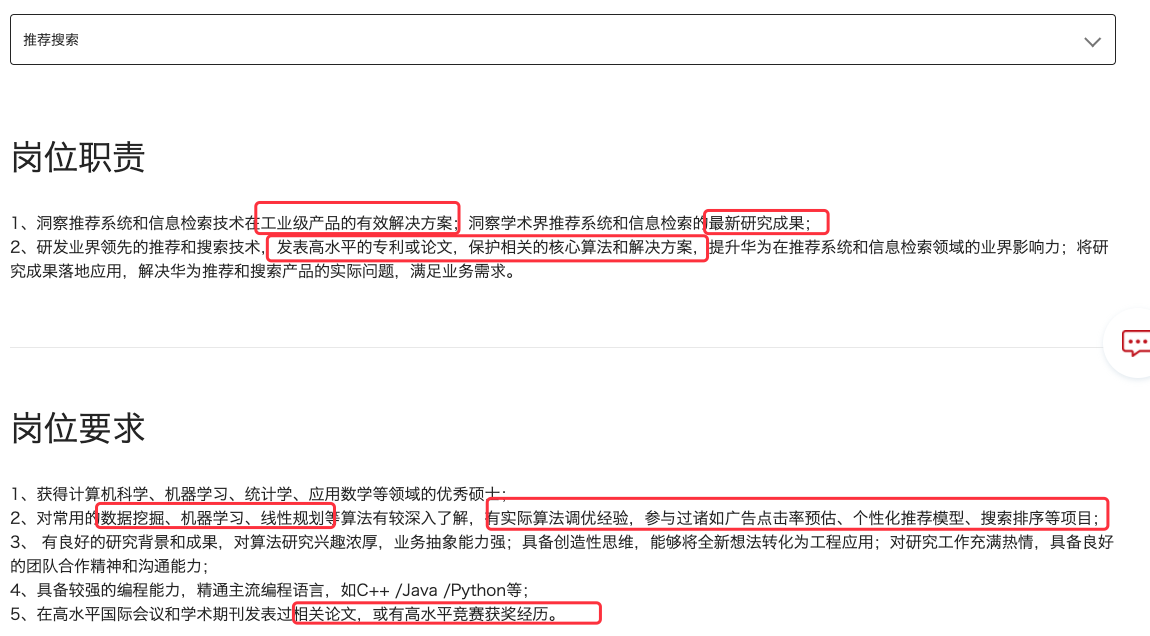 推荐搜索
岗位职责
1、洞察推荐系统和信息检索技术在工业级产品的有效解决方案；洞察学术界推荐系统和信息检索的最新研究成果；
2、研发业界领先的推荐和搜索技术，发表高水平的专利或论文，保护相关的核心算法和解决方案，提升华为在推荐系统和信息检索领域的业界影响力；将研
究成果落地应用，解决华为推荐和搜索产品的实际问题，满足业务需求。
岗位要求
1、获得计算机科学、机器学习、统计学、应用数学等领域的优秀硕士；
2、对常用的数据挖掘、机器学习、线性规划等算法有较深入了解，有实际算法调优经验，参与过诸如广告点击率预估、个性化推荐模型、搜索排序等项目；
3、 有良好的研究背景和成果，对算法研究兴趣浓厚，业务抽象能力强；具备创造性思维，能够将全新想法转化为工程应用；对研究工作充满热情，具备良好
的团队合作精神和沟通能力；
4、具备较强的编程能力，精通主流编程语言，如C++ /Java /Python等；
5、在高水平国际会议和学术期刊发表过相关论文，或有高水平竞赛获奖经历。